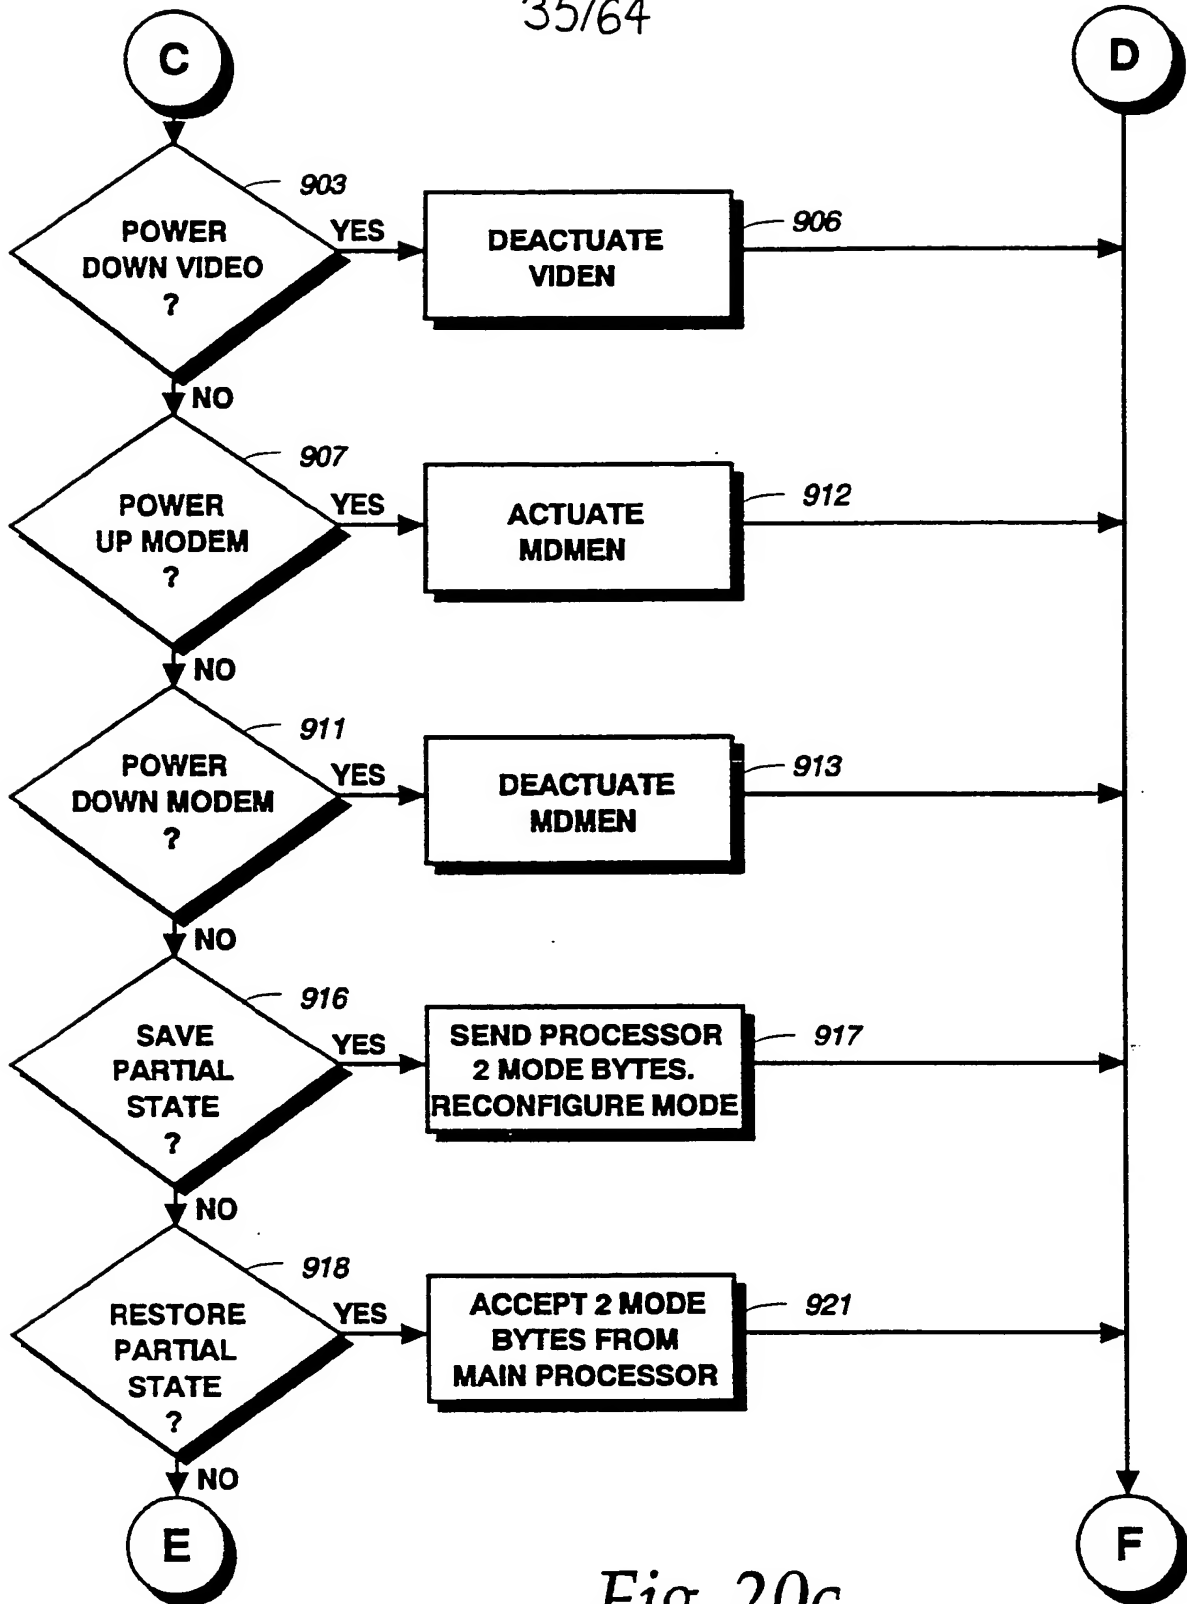 35/64
C
D
903
POWER
DOWN VIDEO
?
YES
DEACTUATE
VIDEN
906
NO
907
POWER
UP MODEM
?
YES
ACTUATE
MDMEN
912
NO
911
POWER
DOWN MODEM
?
YES
DEACTUATE
MDMEN
913
NO
916
SAVE
PARTIAL
STATE
?
YES
SEND PROCESSOR
2 MODE BYTES.
RECONFIGURE MODE
917
NO
918
RESTORE
PARTIAL
STATE
?
YES
ACCEPT 2 MODE
BYTES FROM
MAIN PROCESSOR
921
NO
E
F
Fig. 20c